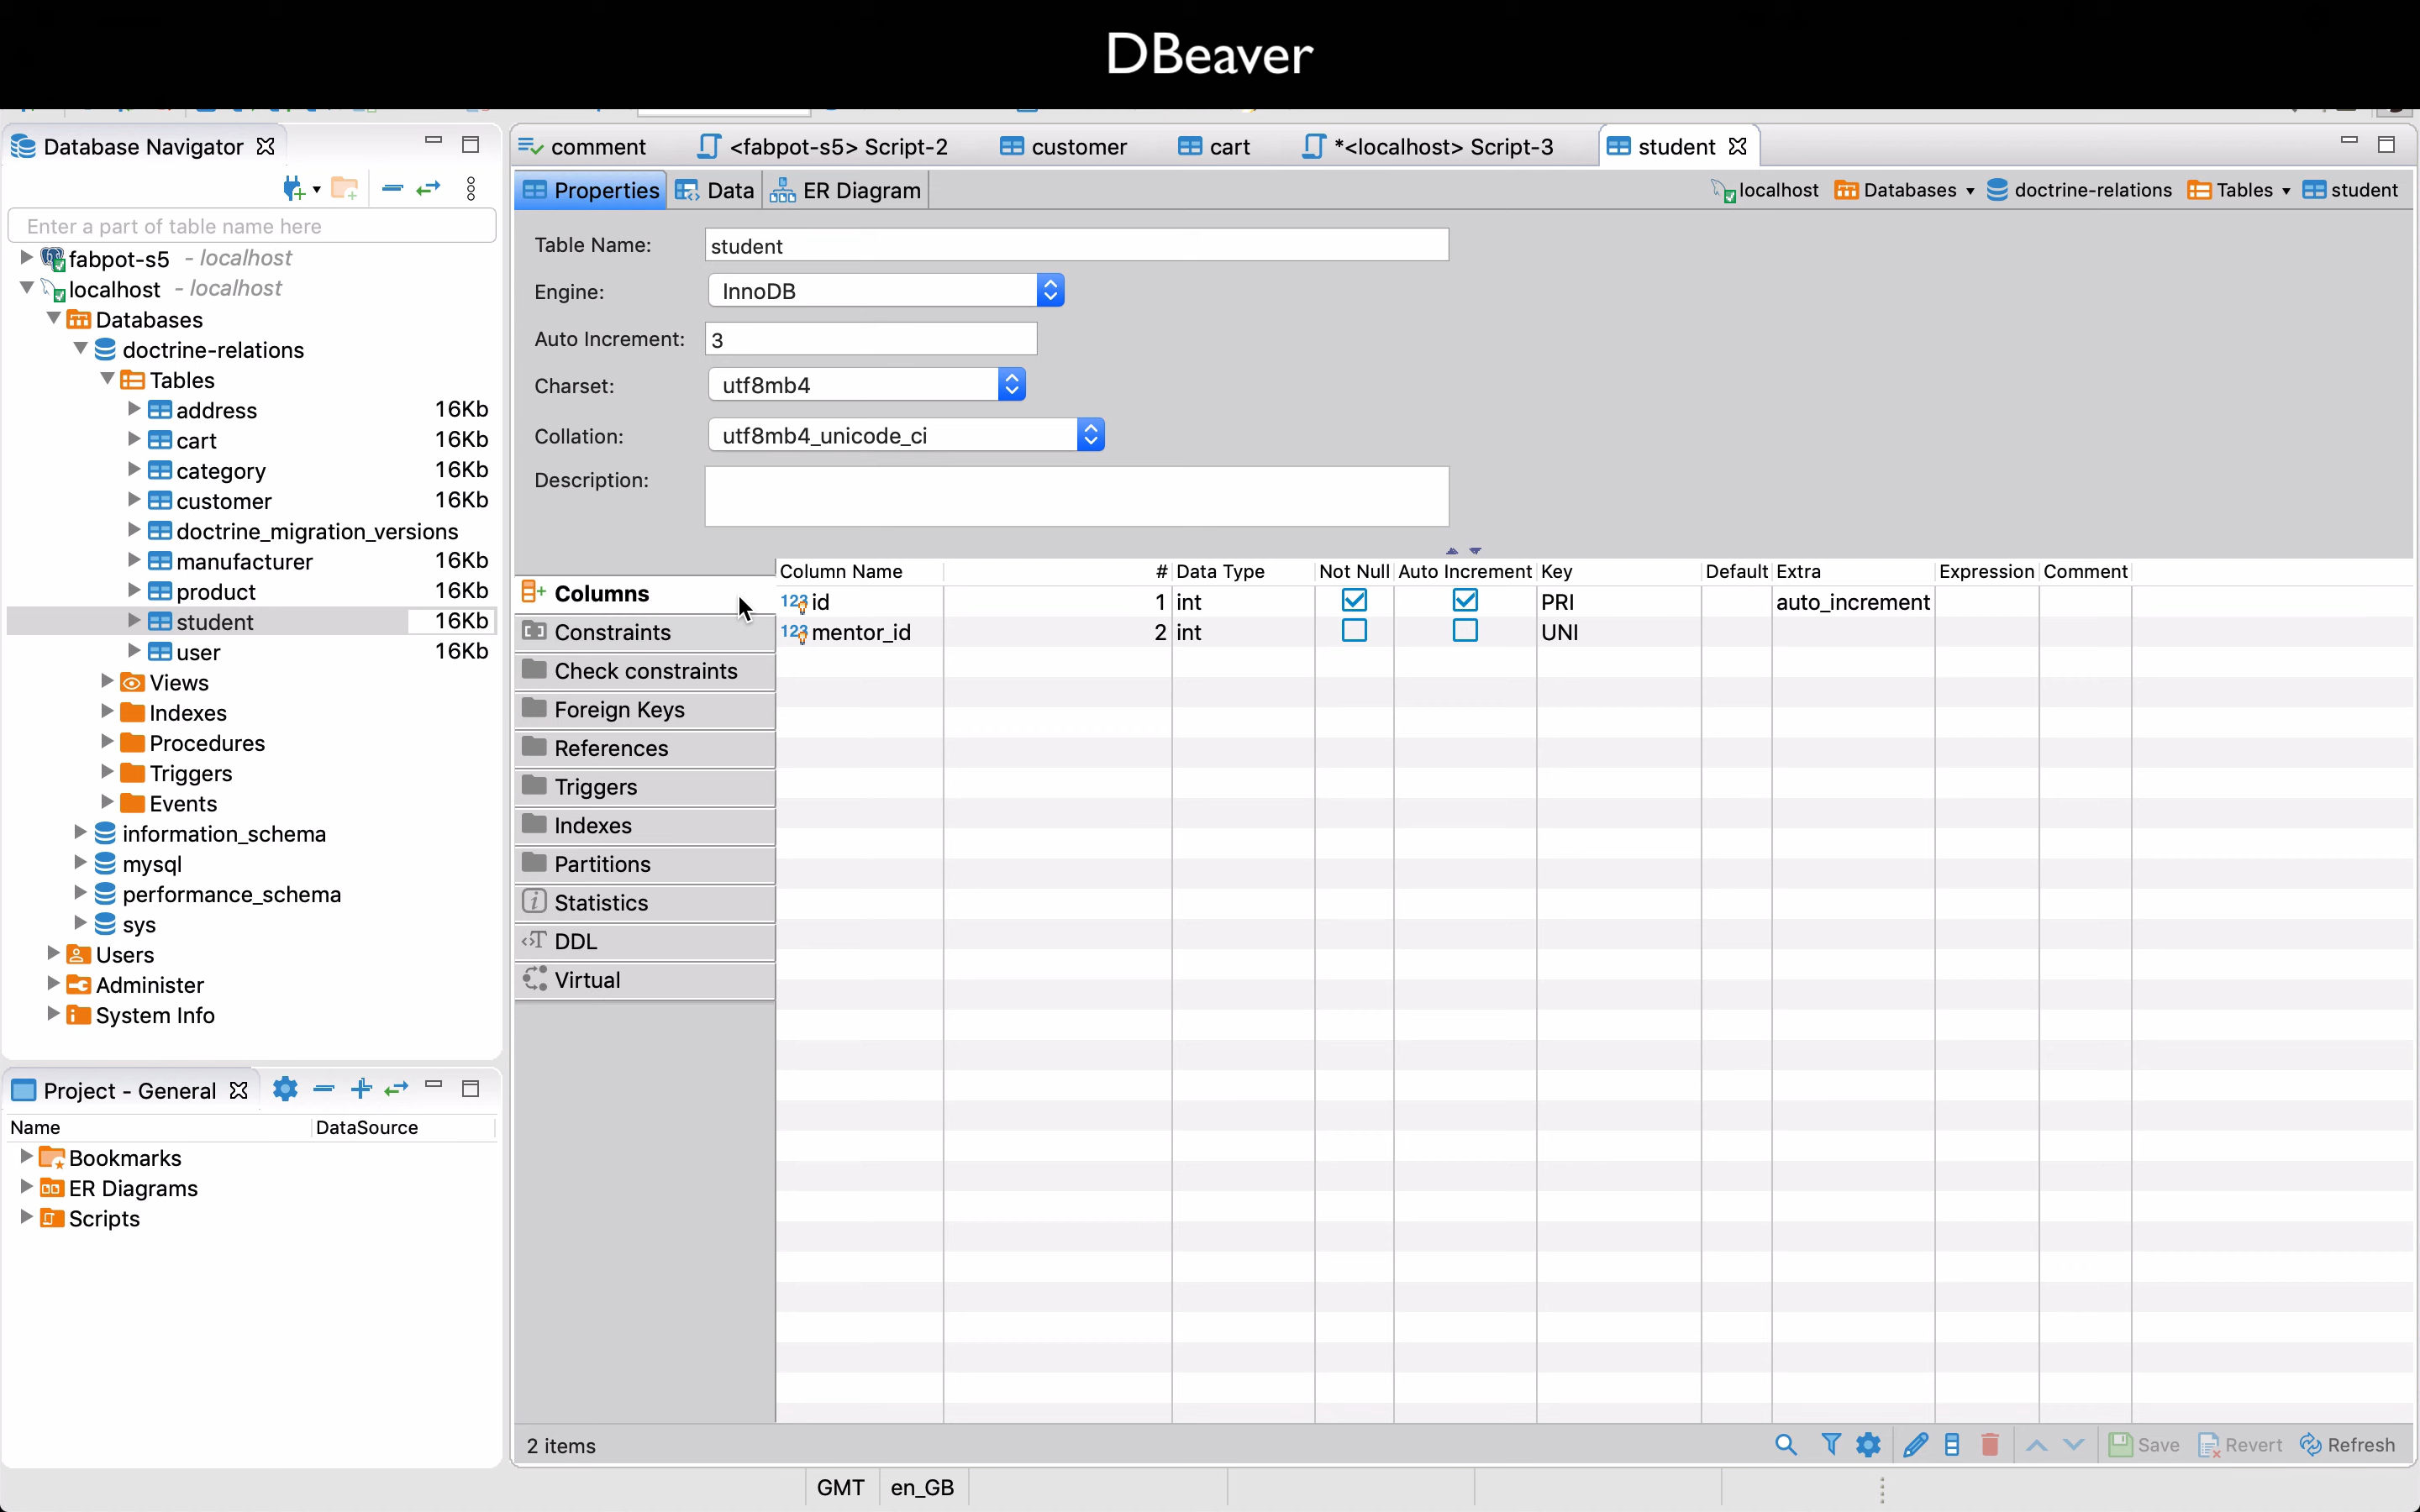 DBeaver
Database Navigator
comment
<fabpot-s5> Script-2
customer
cart
*<localhost> Script-3
student
Properties
Data
ER Diagram
localhost
Databases
doctrine-relations
Tables
student
Enter a part of table name here
fabpot-s5 - localhost
localhost - localhost
Databases
doctrine-relations
Tables
address 16Kb
cart 16Kb
category 16Kb
customer 16Kb
doctrine_migration_versions
manufacturer 16Kb
product 16Kb
student 16Kb
user 16Kb
Views
Indexes
Procedures
Triggers
Events
information_schema
mysql
performance_schema
sys
Users
Administer
System Info
Table Name: student
Engine: InnoDB
Auto Increment: 3
Charset: utf8mb4
Collation: utf8mb4_unicode_ci
Description:
Columns
Constraints
Check constraints
Foreign Keys
References
Triggers
Indexes
Partitions
Statistics
DDL
Virtual
Column Name # Data Type Not Null Auto Increment Key Default Extra Expression Comment
123 id 1 int PRI auto_increment
123 mentor_id 2 int UNI
Project - General
Name DataSource
Bookmarks
ER Diagrams
Scripts
2 items
Save
Revert
Refresh
GMT en_GB